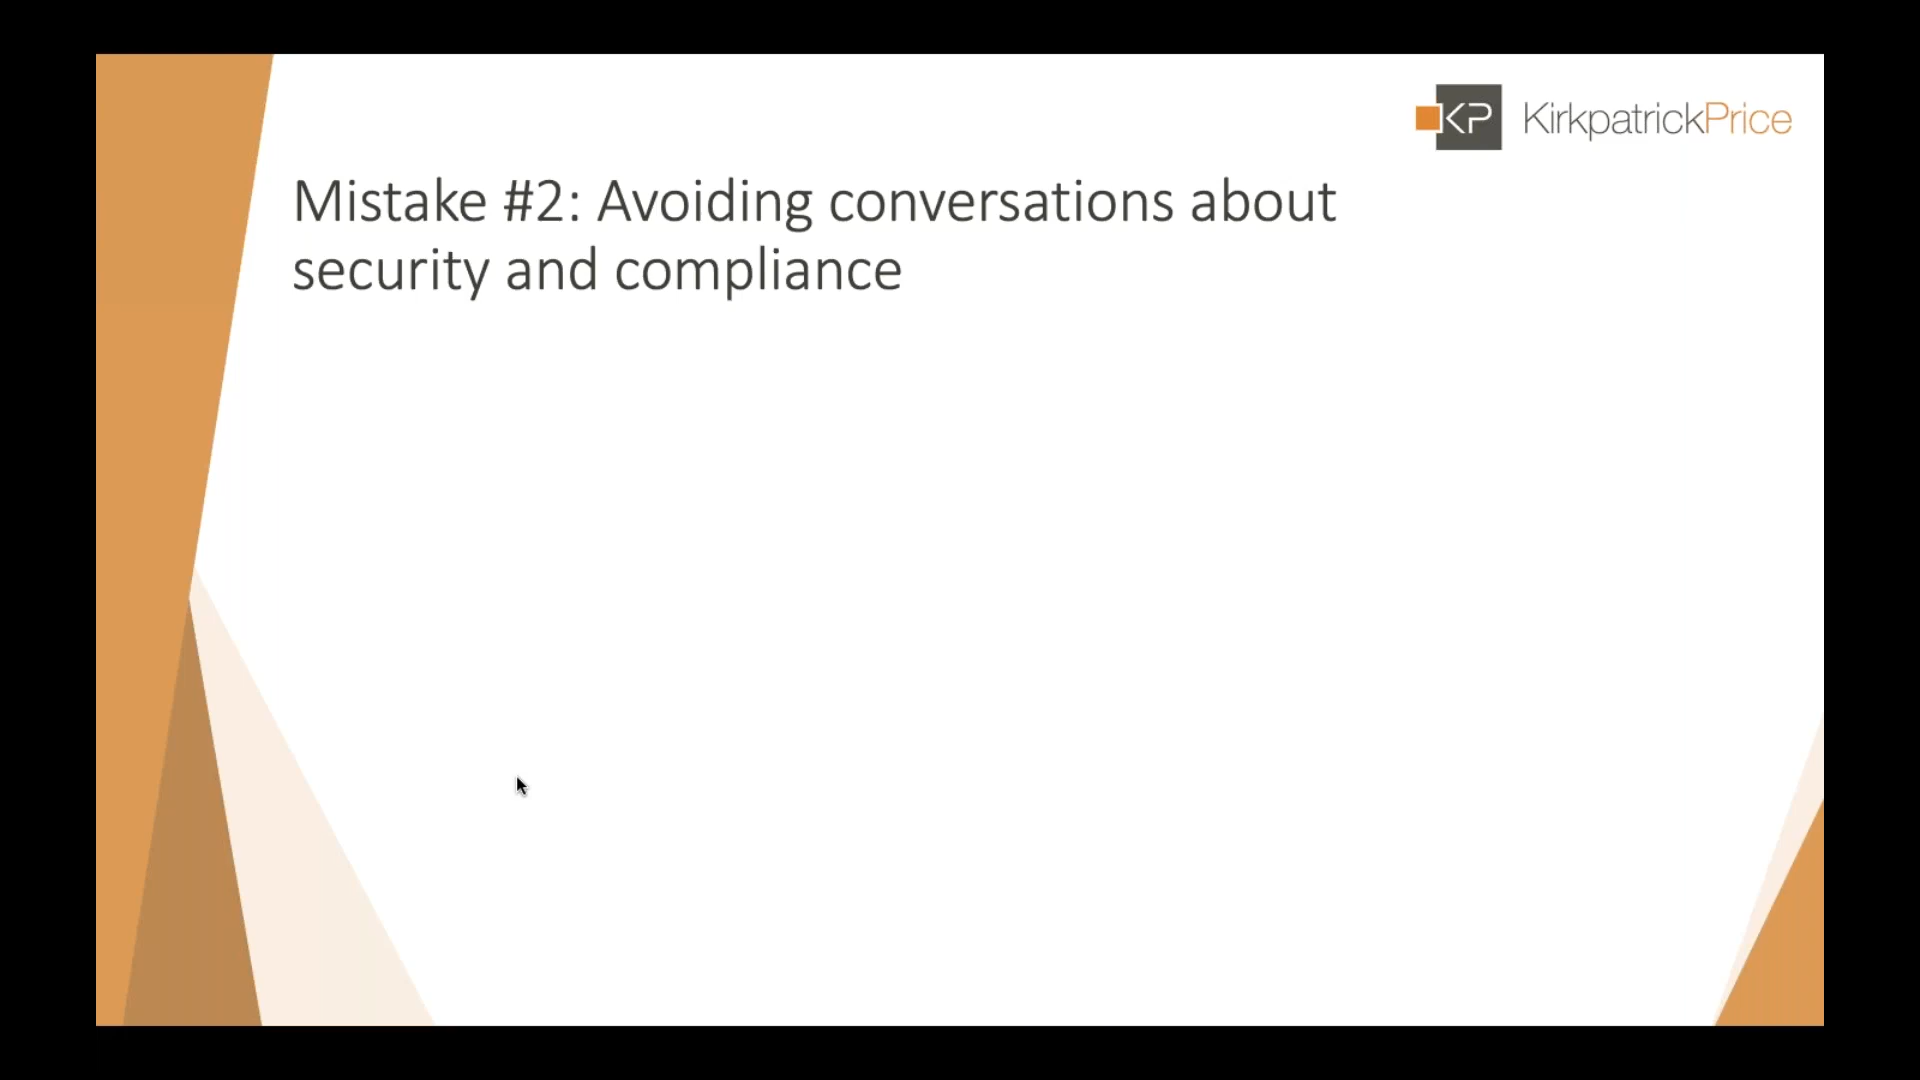 KP KirkpatrickPrice
Mistake #2: Avoiding conversations about
security and compliance